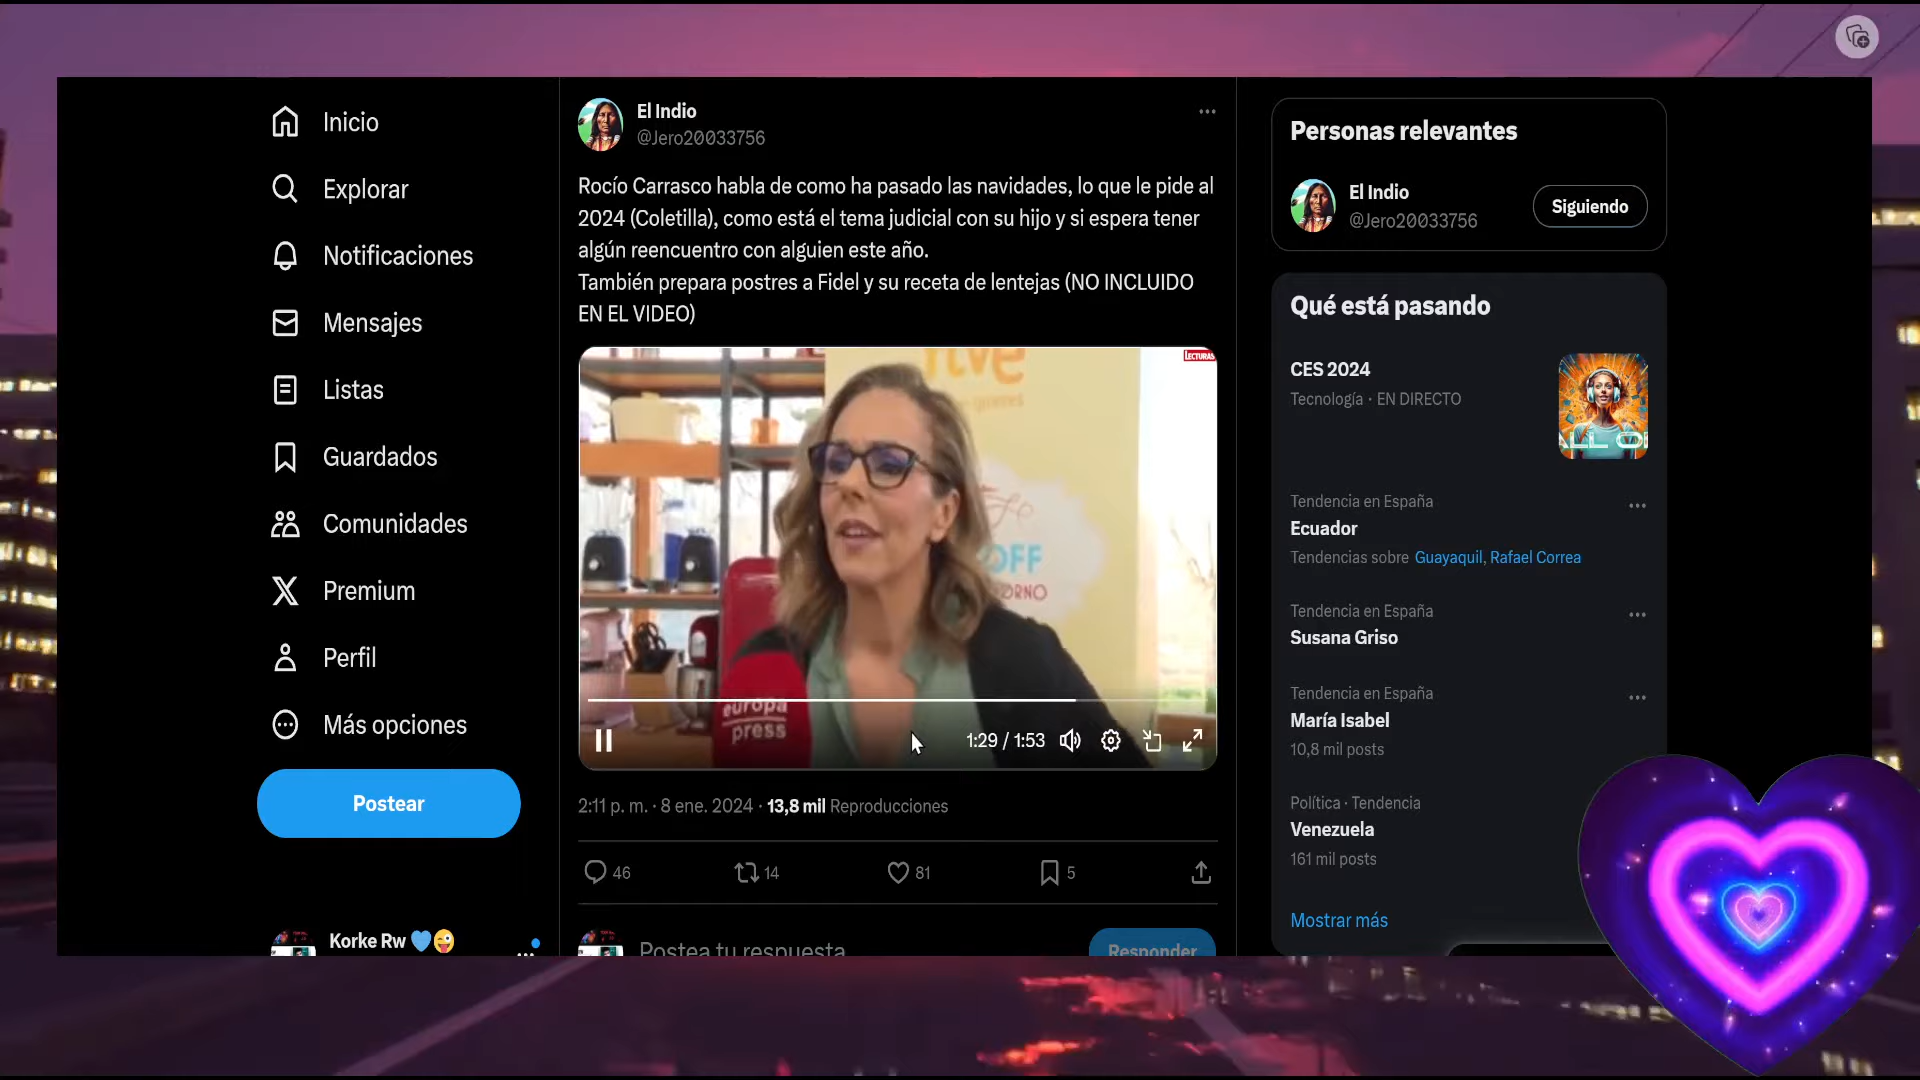 Inicio
Explorar
Notificaciones
Mensajes
Listas
Guardados
Comunidades
Premium
Perfil
Más opciones
Postear
Korke Rw
El Indio
@Jero20033756
Rocío Carrasco habla de como ha pasado las navidades, lo que le pide al
2024 (Coletilla), como está el tema judicial con su hijo y si espera tener
algún reencuentro con alguien este año.
También prepara postres a Fidel y su receta de lentejas (NO INCLUIDO
EN EL VIDEO)
LECTURAS
rtve
OFF
europa
press
1:29 / 1:53
2:11 p. m. · 8 ene. 2024 · 13,8 mil Reproducciones
46
14
81
5
Postea tu respuesta
Responder
Personas relevantes
El Indio
@Jero20033756
Siguiendo
Qué está pasando
CES 2024
Tecnología · EN DIRECTO
Tendencia en España
Ecuador
Tendencias sobre Guayaquil, Rafael Correa
Tendencia en España
Susana Griso
Tendencia en España
María Isabel
10,8 mil posts
Política · Tendencia
Venezuela
161 mil posts
Mostrar más